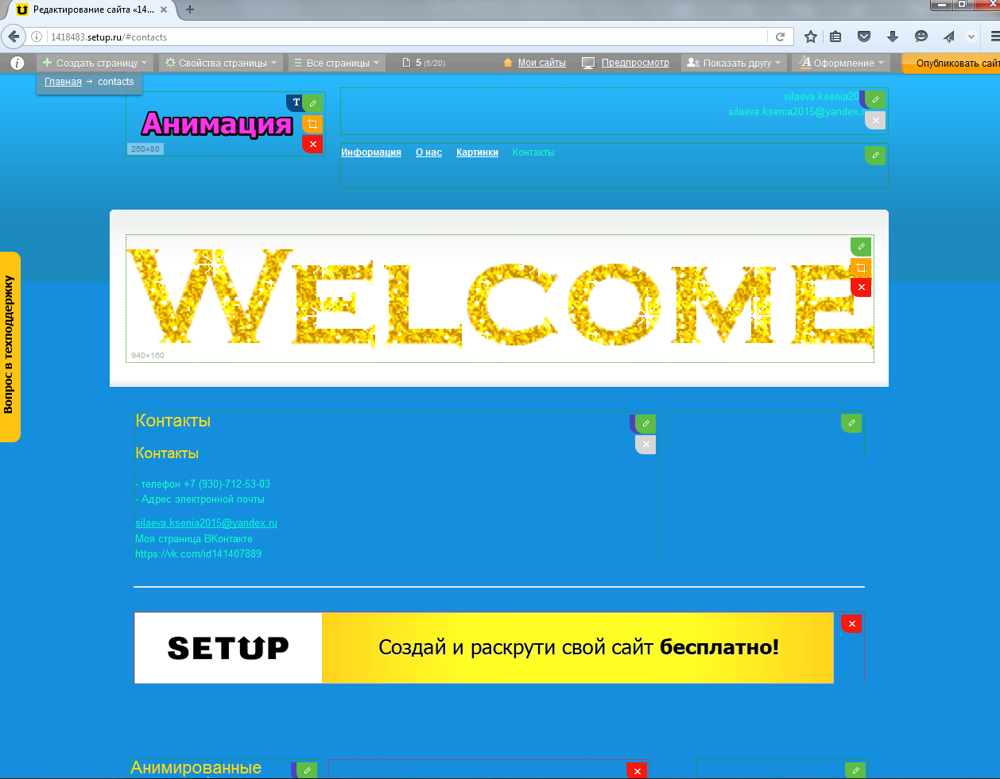 Редактирование сайта «14...
1418483.setup.ru/#contacts
Создать страницу
Свойства страницы
Все страницы
5 (5/20)
Мои сайты
Предпросмотр
Показать другу
Оформление
Опубликовать сайт
Главная → contacts
T
Анимация
250×80
silaeva.ksenia20
silaeva.ksenia2015@yandex.r
Информация
О нас
Картинки
Контакты
WELCOME
940×160
Вопрос в техподдержку
Контакты
Контакты
- телефон +7 (930)-712-53-03
- Адрес электронной почты
silaeva.ksenia2015@yandex.ru
Моя страница ВКонтакте
https://vk.com/id141407889
SETUP
Создай и раскрути свой сайт бесплатно!
Анимированные